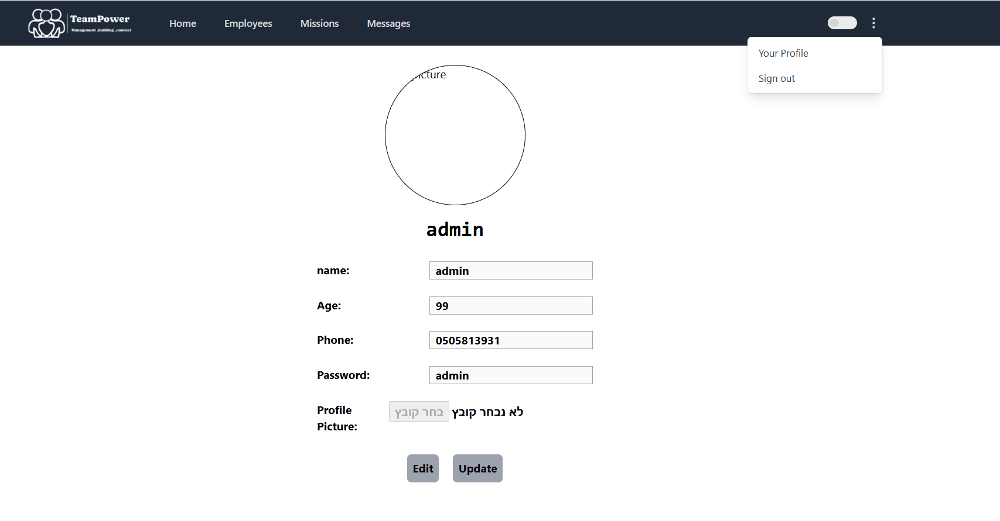 TeamPower
Management ,building ,connect
Home
Employees
Missions
Messages
Your Profile
Sign out
picture
admin
name:
admin
Age:
99
Phone:
0505813931
Password:
admin
Profile
Picture:
בחר קובץ
לא נבחר קובץ
Edit
Update